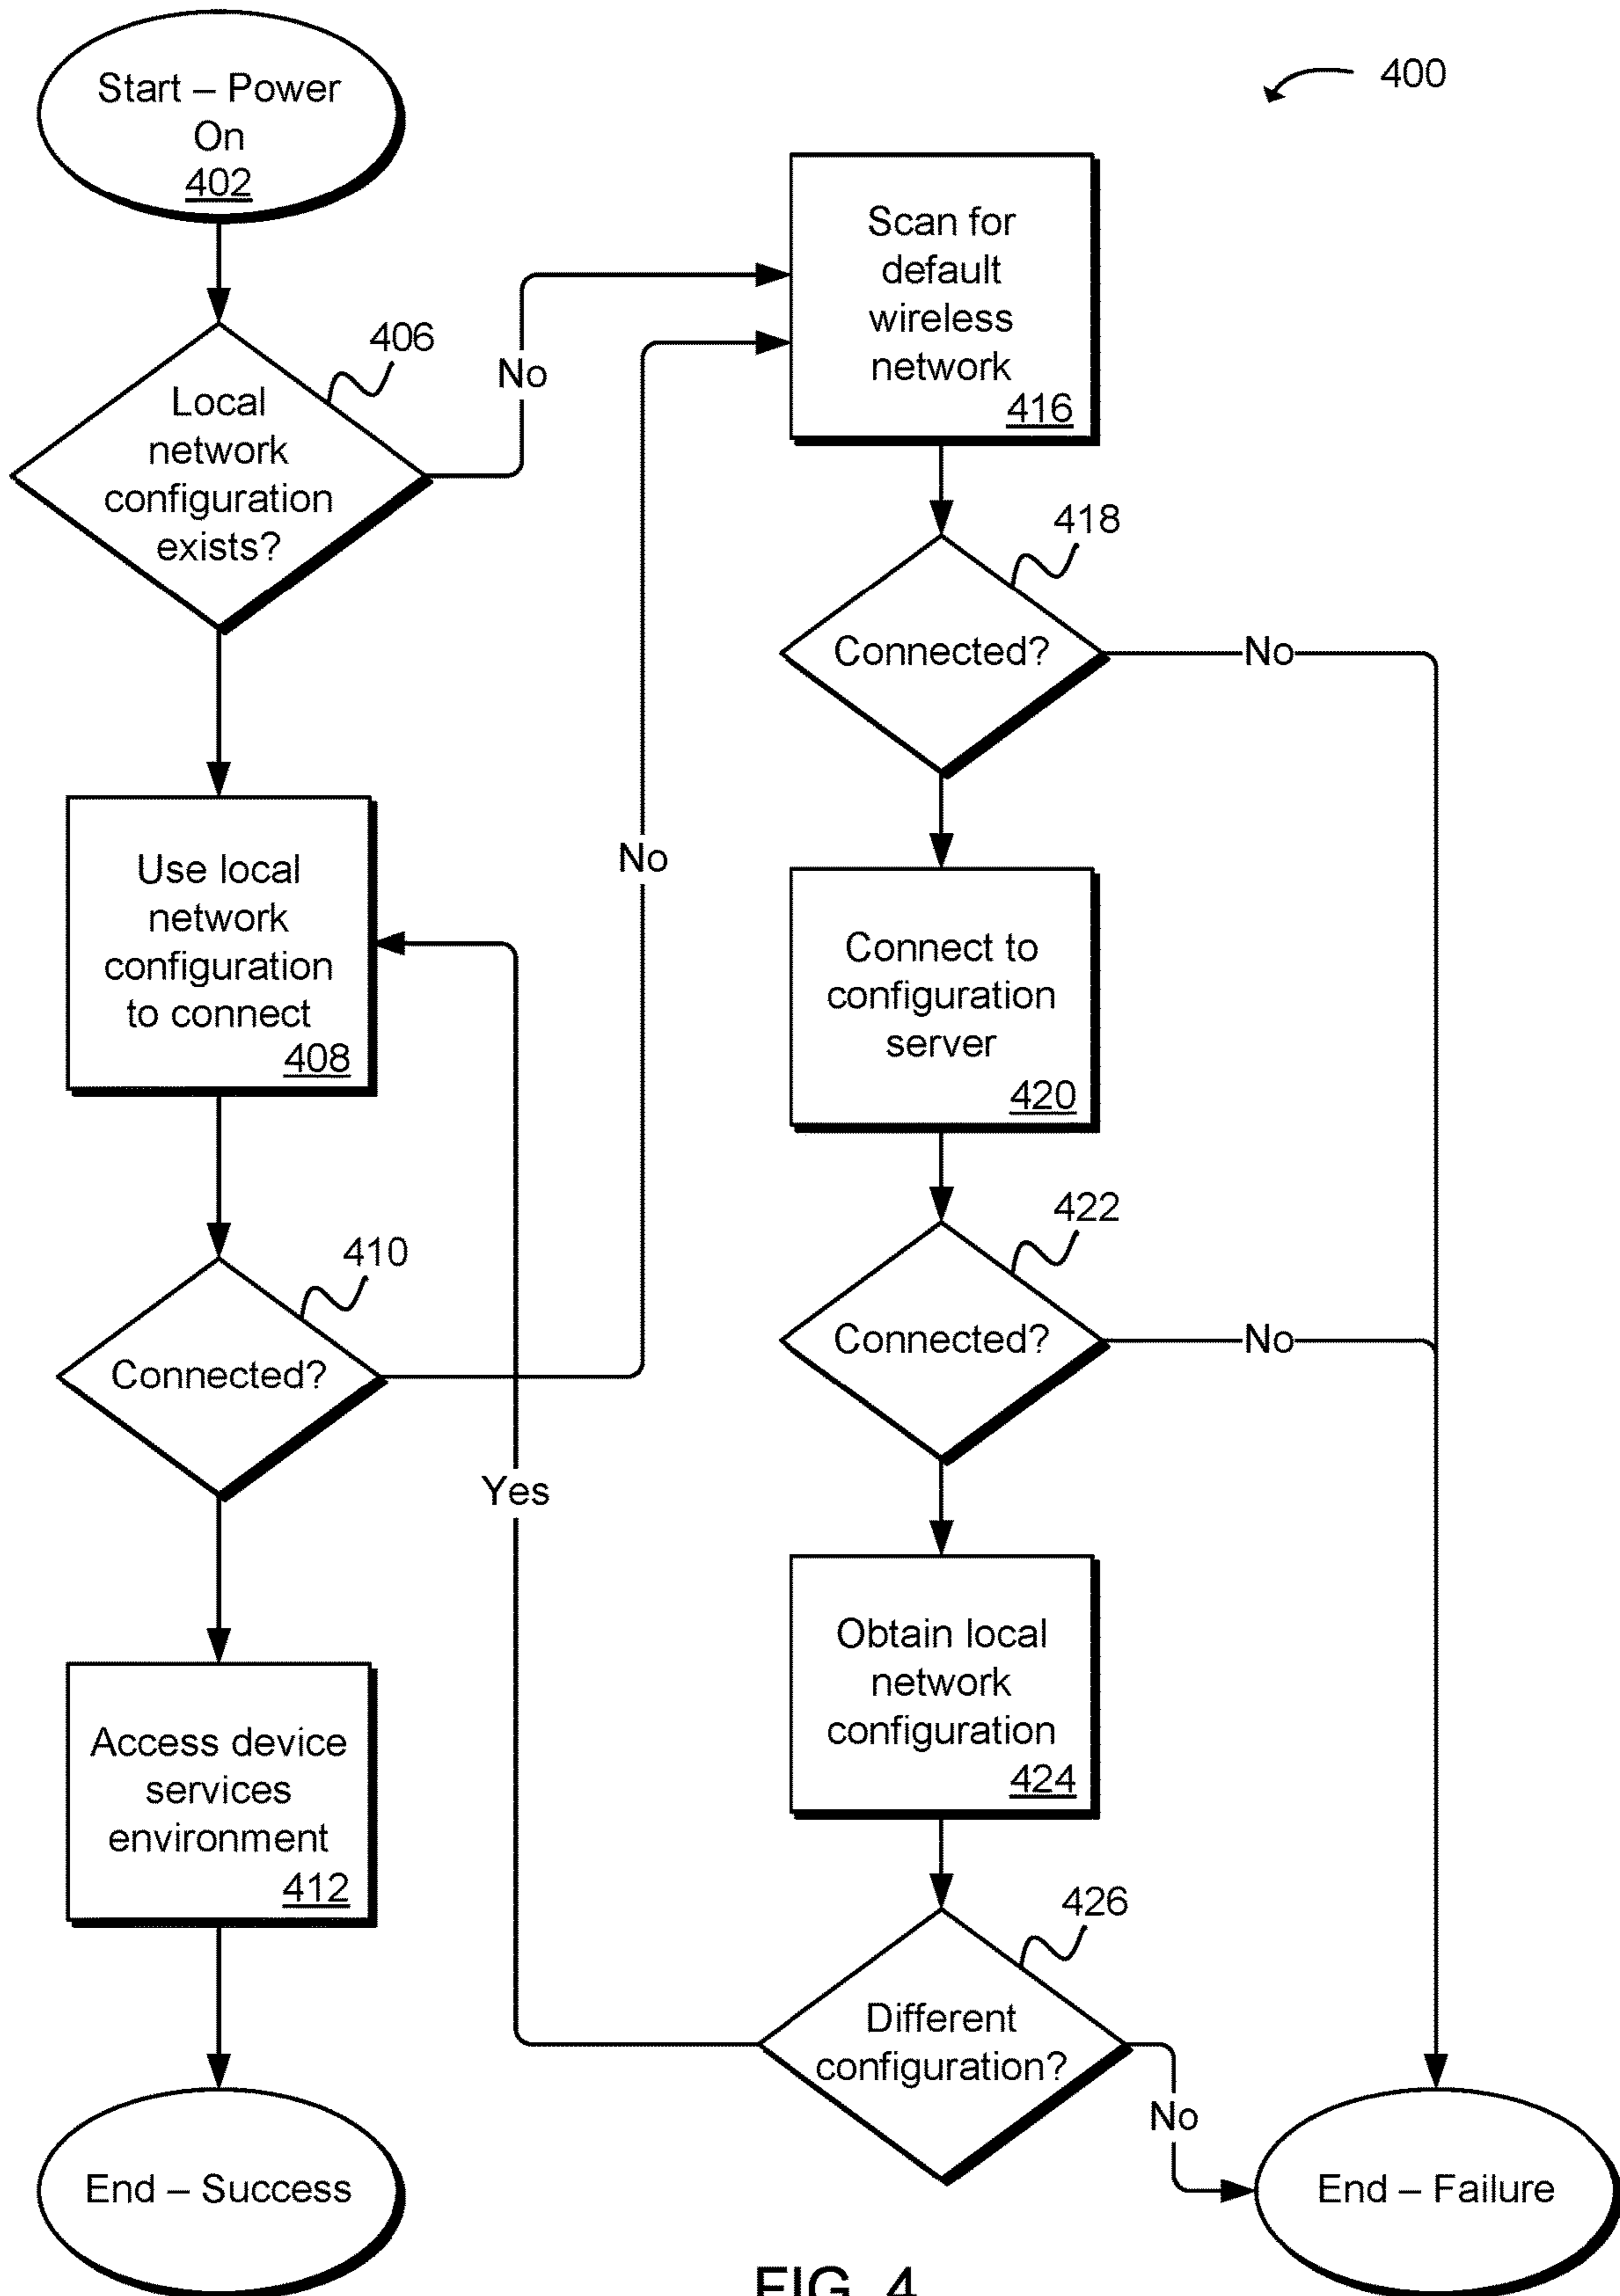 400
Start – Power
On
402
406
Local
network
configuration
exists?
No
Use local
network
configuration
to connect
408
No
410
Connected?
Yes
Access device
services
environment
412
End – Success
Scan for
default
wireless
network
416
418
Connected?
No
Connect to
configuration
server
420
422
Connected?
No
Obtain local
network
configuration
424
426
Different
configuration?
No
End – Failure
FIG. 4